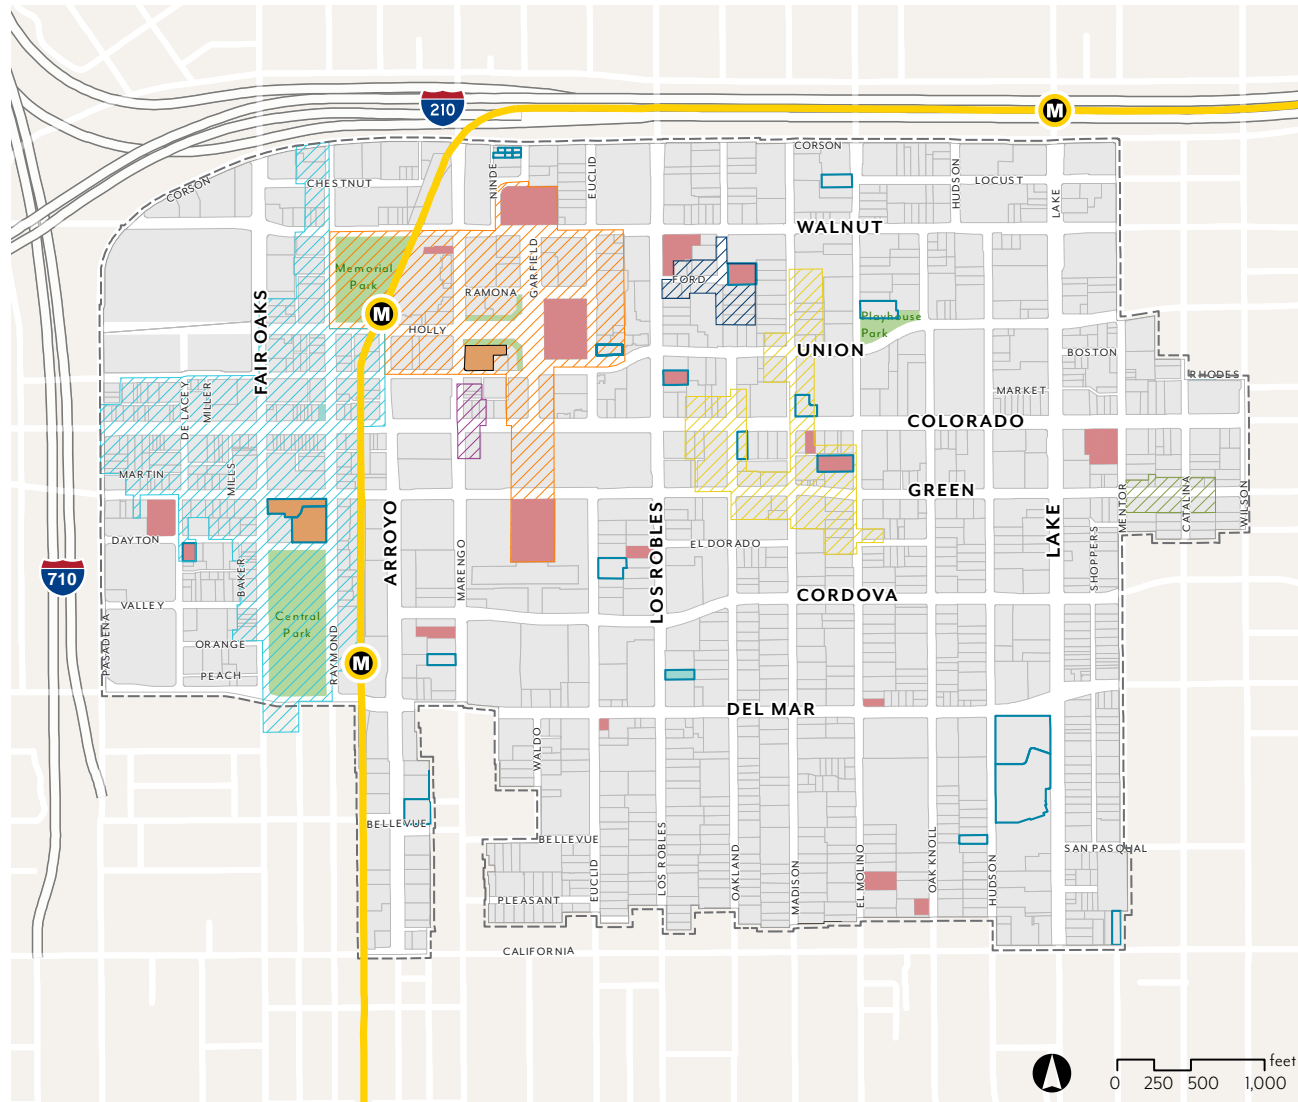 210
M
CORSON
CORSON
CHESTNUT
NINDE
EUCLID
HUDSON
LOCUST
LAKE
WALNUT
Memorial
Park
GARFIELD
FORD
RAMONA
M
HOLLY
FAIR OAKS
Playhouse
Park
UNION
BOSTON
RHODES
DE LACEY
MILLER
MARKET
COLORADO
MARTIN
MILLS
GREEN
MENTOR
CATALINA
WILSON
ARROYO
LOS ROBLES
LAKE
DAYTON
EL DORADO
SHOPPERS
710
BAKER
MARENGO
VALLEY
CORDOVA
Central
Park
PASADENA
ORANGE
RAYMOND
PEACH
M
DEL MAR
WALDO
BELLEVUE
BELLEVUE
LOS ROBLES
OAKLAND
MADISON
EL MOLINO
OAK KNOLL
HUDSON
SAN PASQUAL
EUCLID
PLEASANT
CALIFORNIA
feet
0 250 500 1,000